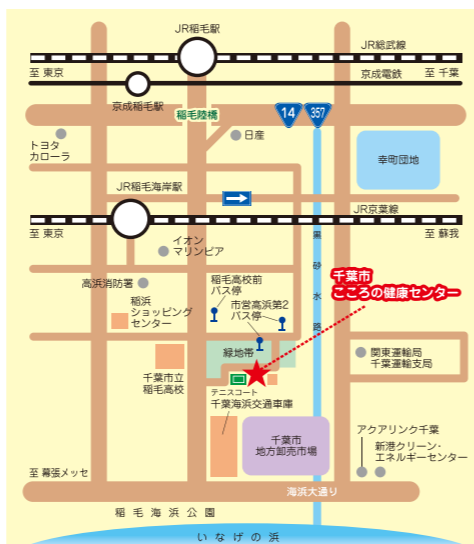 JR稲毛駅
JR総武線
至 東京
京成電鉄
至 千葉
京成稲毛駅
稲毛陸橋
14
357
トヨタ
カローラ
日産
幸町団地
JR稲毛海岸駅
JR京葉線
至 東京
至 蘇我
イオン
マリンピア
黒砂水路
千葉市
こころの健康センター
高浜消防署
稲毛高校前
バス停
稲浜
ショッピング
センター
市営高浜第2
バス停
緑地帯
関東運輸局
千葉運輸支局
千葉市立
稲毛高校
テニスコート
千葉海浜交通車庫
千葉市
地方卸売市場
アクアリンク千葉
新港クリーン・
エネルギーセンター
至 幕張メッセ
海浜大通り
稲毛海浜公園
いなげの浜